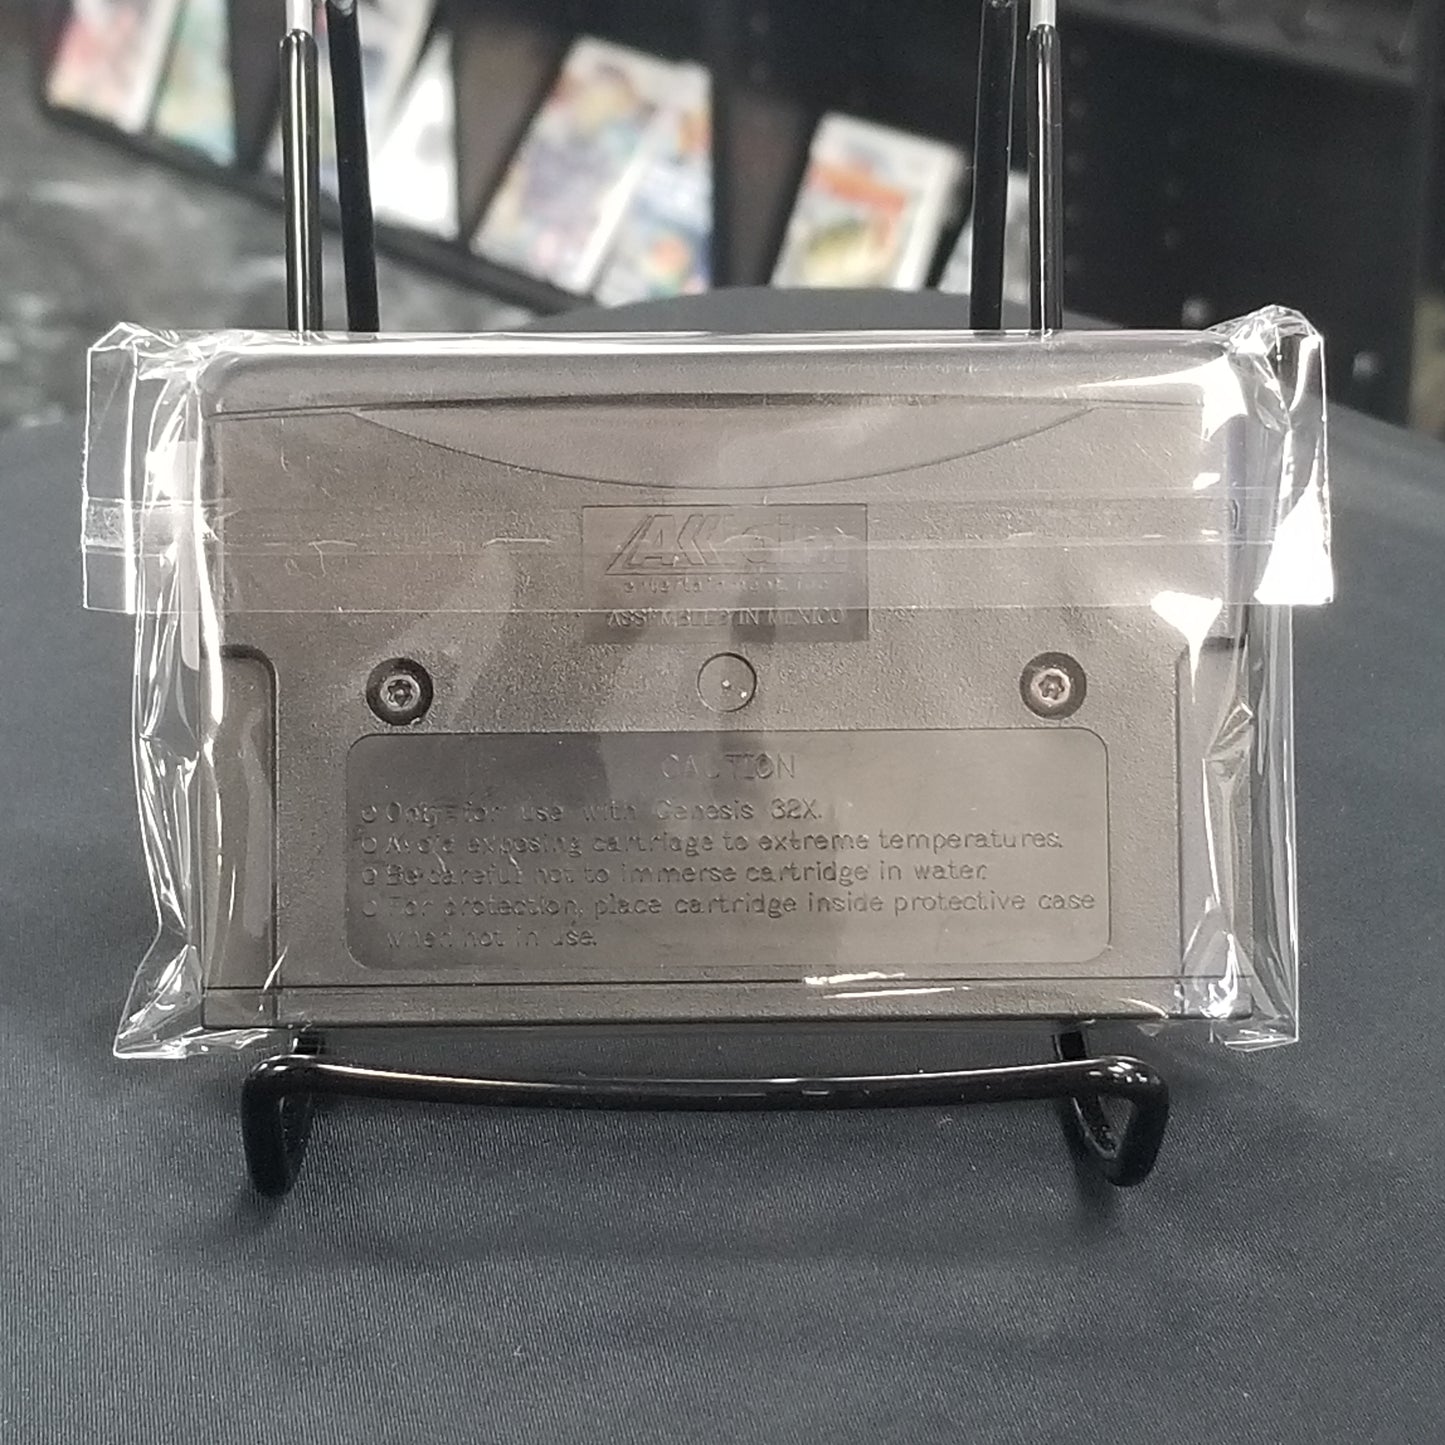 AKklaim
entertainment, inc.
ASSEMBLED IN MEXICO
CAUTION
o Only for use with Genesis 32X.
o Avoid exposing cartridge to extreme temperatures.
o Be careful not to immerse cartridge in water.
o For protection, place cartridge inside protective case
when not in use.